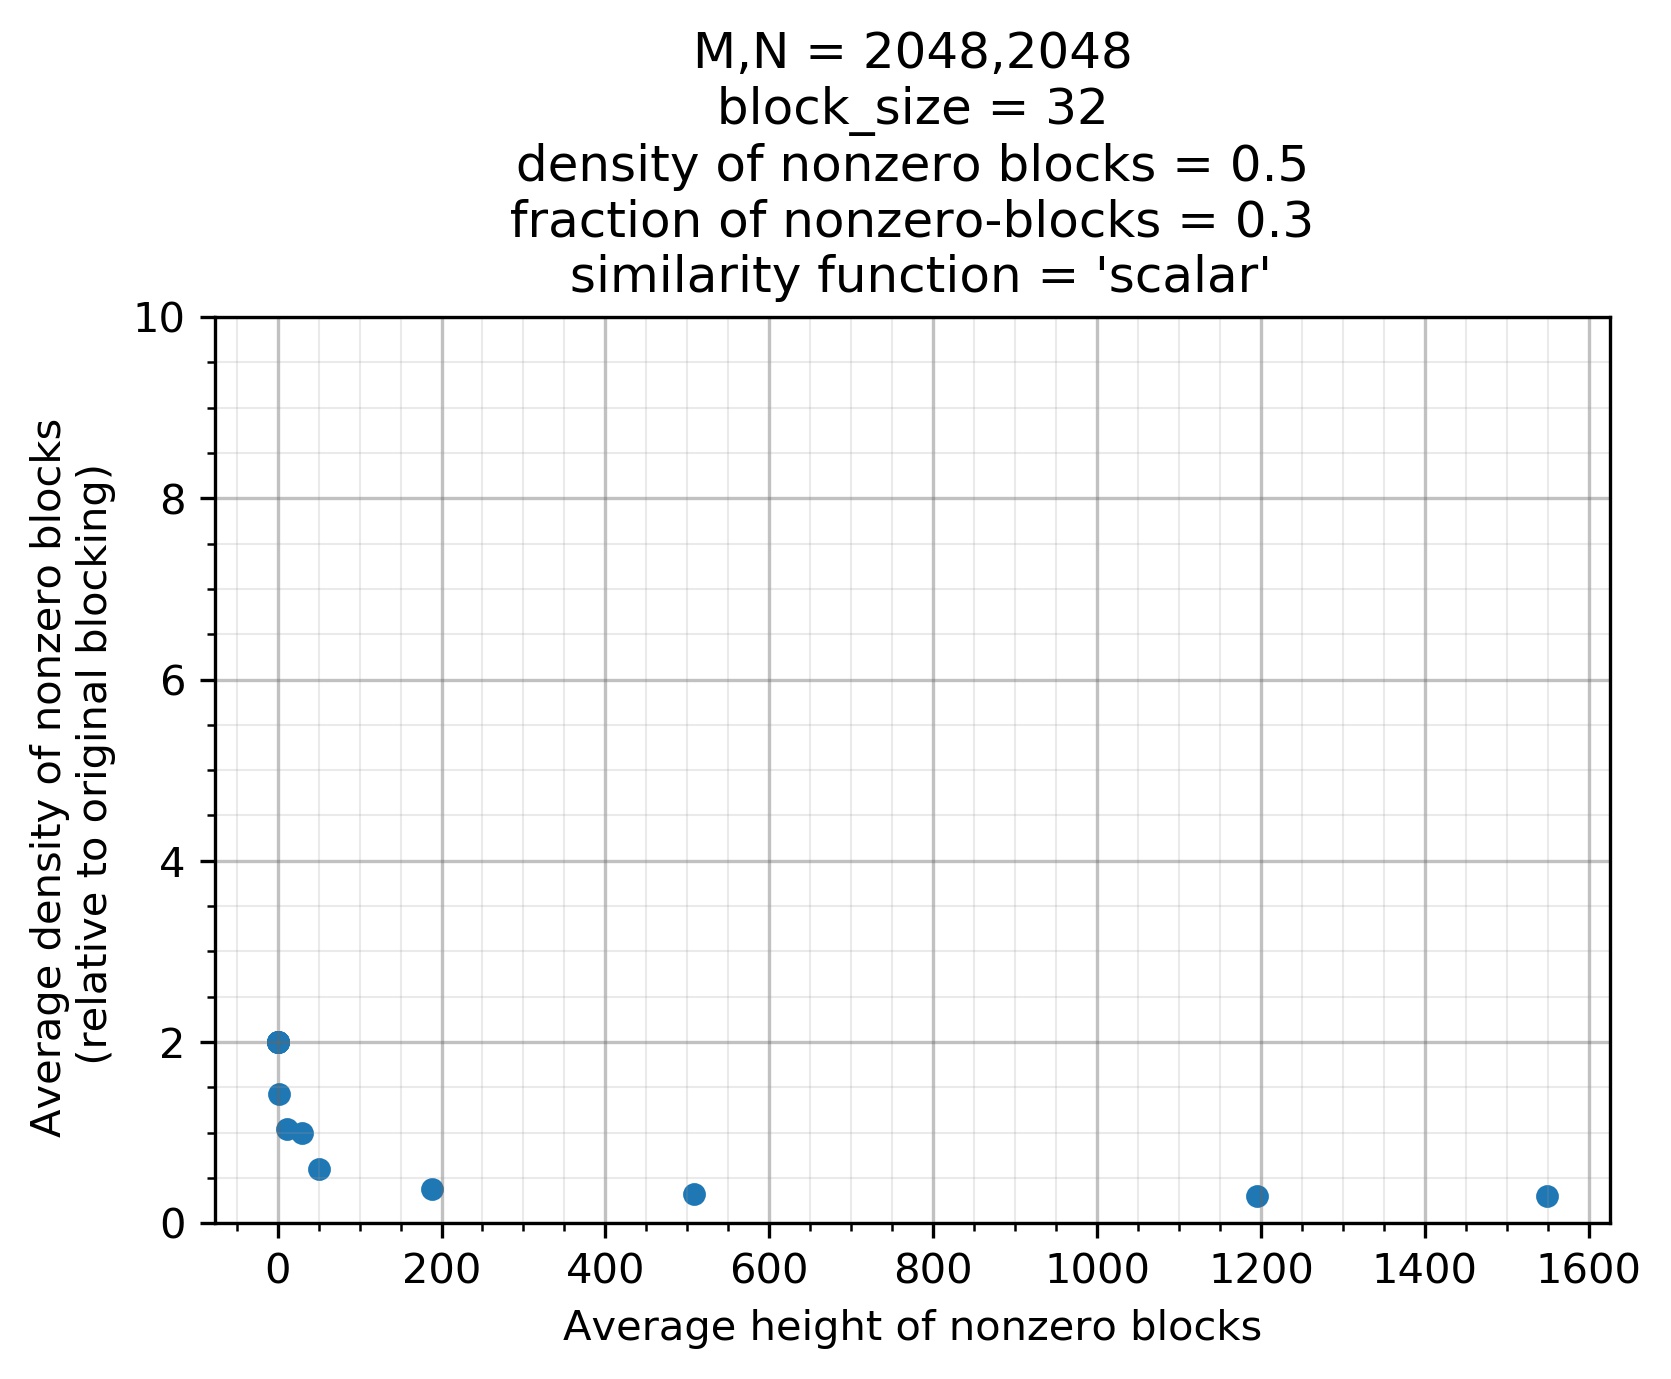 M,N = 2048,2048
block_size = 32
density of nonzero blocks = 0.5
fraction of nonzero-blocks = 0.3
similarity function = 'scalar'
10
8
6
4
2
0
Average density of nonzero blocks
(relative to original blocking)
0 200 400 600 800 1000 1200 1400 1600
Average height of nonzero blocks